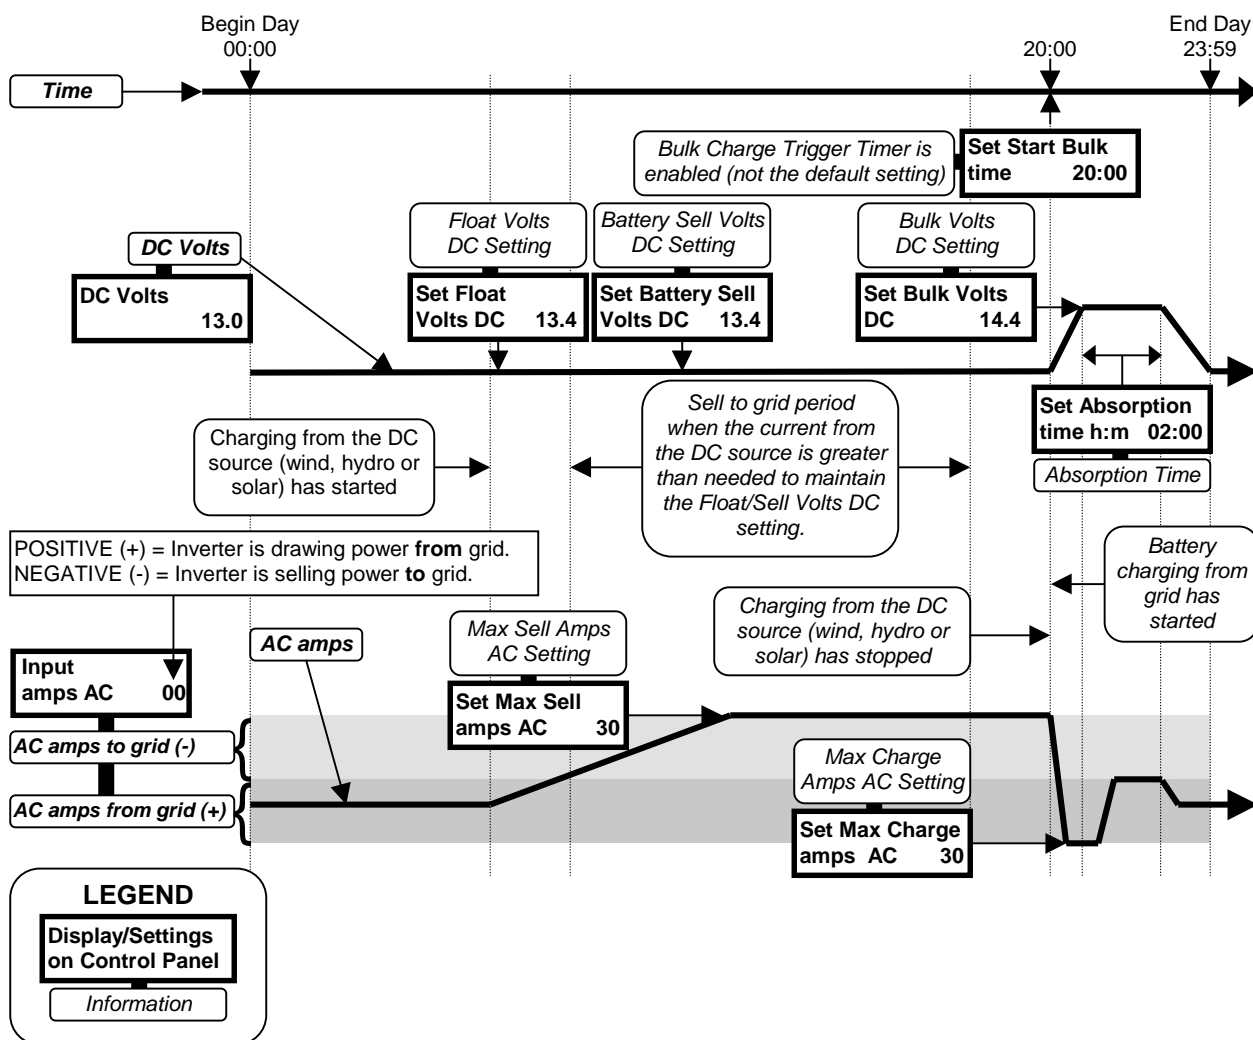 Begin Day
00:00
20:00
End Day
23:59
Time
Bulk Charge Trigger Timer is
enabled (not the default setting)
Set Start Bulk
time 20:00
Float Volts
DC Setting
Battery Sell Volts
DC Setting
Bulk Volts
DC Setting
DC Volts
DC Volts
13.0
Set Float
Volts DC 13.4
Set Battery Sell
Volts DC 13.4
Set Bulk Volts
DC 14.4
Set Absorption
time h:m 02:00
Absorption Time
Charging from the DC
source (wind, hydro or
solar) has started
Sell to grid period
when the current from
the DC source is greater
than needed to maintain
the Float/Sell Volts DC
setting.
POSITIVE (+) = Inverter is drawing power from grid.
NEGATIVE (-) = Inverter is selling power to grid.
Battery
charging from
grid has
started
Charging from the DC
source (wind, hydro or
solar) has stopped
Max Sell Amps
AC Setting
AC amps
Input
amps AC 00
Set Max Sell
amps AC 30
AC amps to grid (-)
AC amps from grid (+)
Max Charge
Amps AC Setting
Set Max Charge
amps AC 30
LEGEND
Display/Settings
on Control Panel
Information